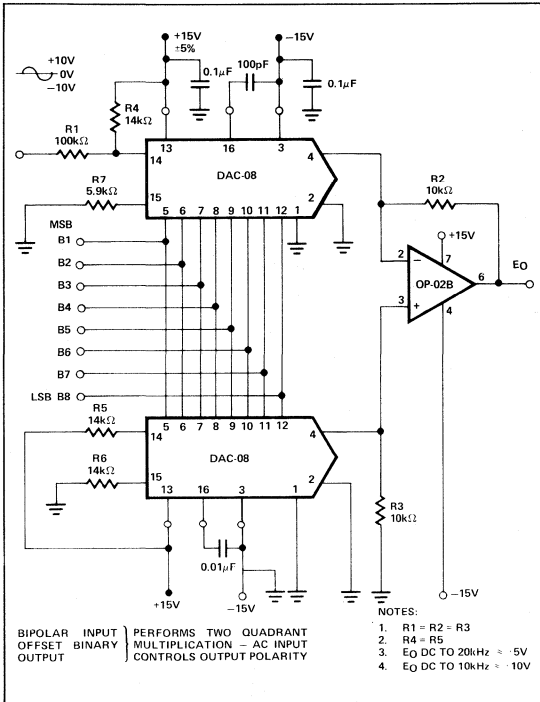 +15V
±5%
−15V
+10V
0V
−10V
0.1μF
100pF
0.1μF
R4
14kΩ
R1
100kΩ
14
13
16
3
4
DAC-08
R7
5.9kΩ
15
5 6 7 8 9 10 11 12
1
2
R2
10kΩ
MSB
B1
B2
B3
B4
B5
B6
B7
LSB B8
+15V
2
−
7
OP-02B
6
EO
3
+
4
R5
14kΩ
14
5 6 7 8 9 10 11 12
4
DAC-08
R6
14kΩ
15
13
16
3
1
2
R3
10kΩ
0.01μF
+15V
−15V
−15V
BIPOLAR INPUT } PERFORMS TWO QUADRANT
OFFSET BINARY MULTIPLICATION – AC INPUT
OUTPUT CONTROLS OUTPUT POLARITY
NOTES:
1. R1 = R2 = R3
2. R4 = R5
3. EO DC TO 20kHz ≈ 5V
4. EO DC TO 10kHz ≈ 10V